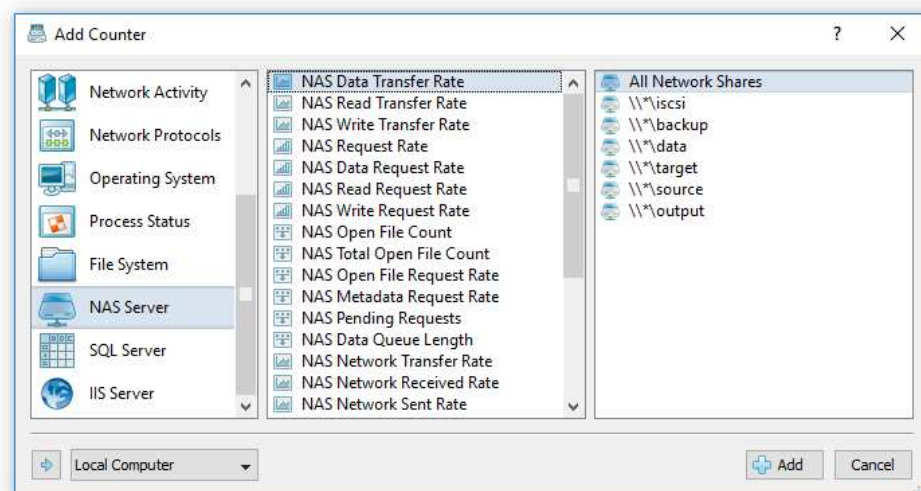 Add Counter
?
Network Activity
Network Protocols
Operating System
Process Status
File System
NAS Server
SQL Server
IIS Server
NAS Data Transfer Rate
NAS Read Transfer Rate
NAS Write Transfer Rate
NAS Request Rate
NAS Data Request Rate
NAS Read Request Rate
NAS Write Request Rate
NAS Open File Count
NAS Total Open File Count
NAS Open File Request Rate
NAS Metadata Request Rate
NAS Pending Requests
NAS Data Queue Length
NAS Network Transfer Rate
NAS Network Received Rate
NAS Network Sent Rate
All Network Shares
\\*\iscsi
\\*\backup
\\*\data
\\*\target
\\*\source
\\*\output
Local Computer
Add
Cancel